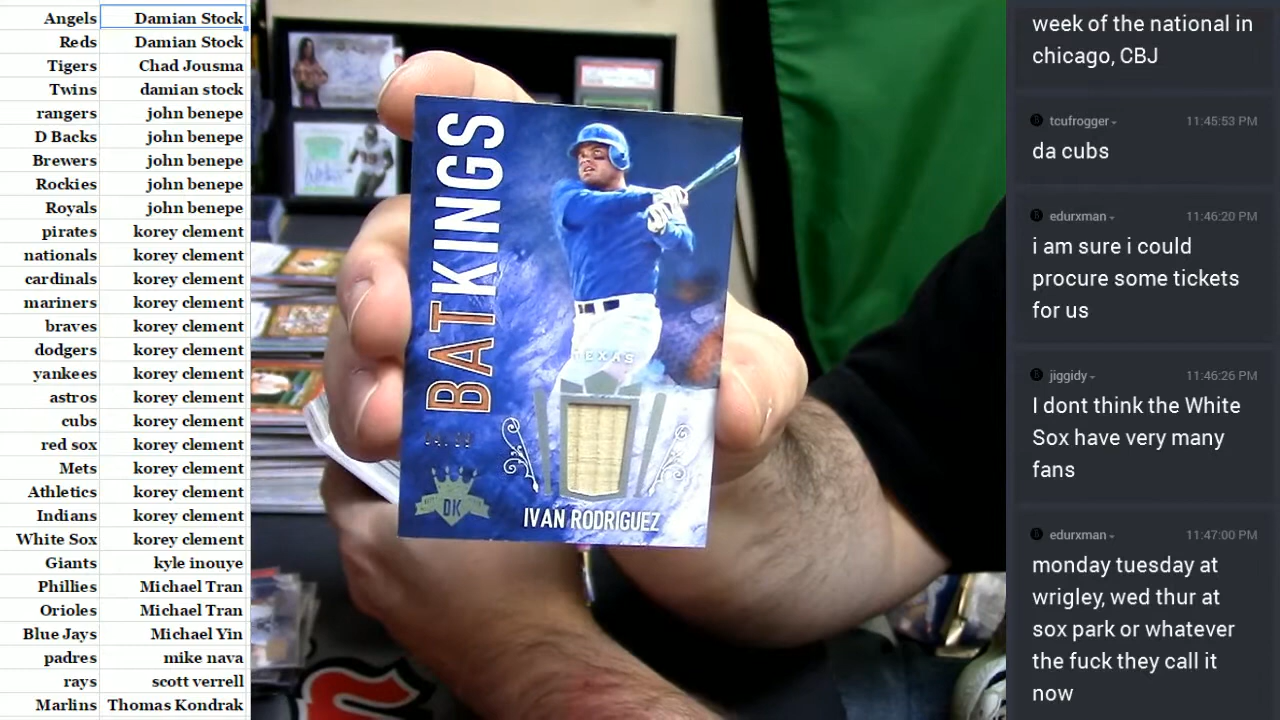 Angels Damian Stock
Reds Damian Stock
Tigers Chad Jousma
Twins damian stock
rangers john benepe
D Backs john benepe
Brewers john benepe
Rockies john benepe
Royals john benepe
pirates korey clement
nationals korey clement
cardinals korey clement
mariners korey clement
braves korey clement
dodgers korey clement
yankees korey clement
astros korey clement
cubs korey clement
red sox korey clement
Mets korey clement
Athletics korey clement
Indians korey clement
White Sox korey clement
Giants kyle inouye
Phillies Michael Tran
Orioles Michael Tran
Blue Jays Michael Yin
padres mike nava
rays scott verrell
Marlins Thomas Kondrak
BATKINGS
TEXAS
DK
IVAN RODRIGUEZ
week of the national in
chicago, CBJ
tcufrogger 11:45:53 PM
da cubs
edurxman 11:46:20 PM
i am sure i could
procure some tickets
for us
jiggidy 11:46:26 PM
I dont think the White
Sox have very many
fans
edurxman 11:47:00 PM
monday tuesday at
wrigley, wed thur at
sox park or whatever
the fuck they call it
now